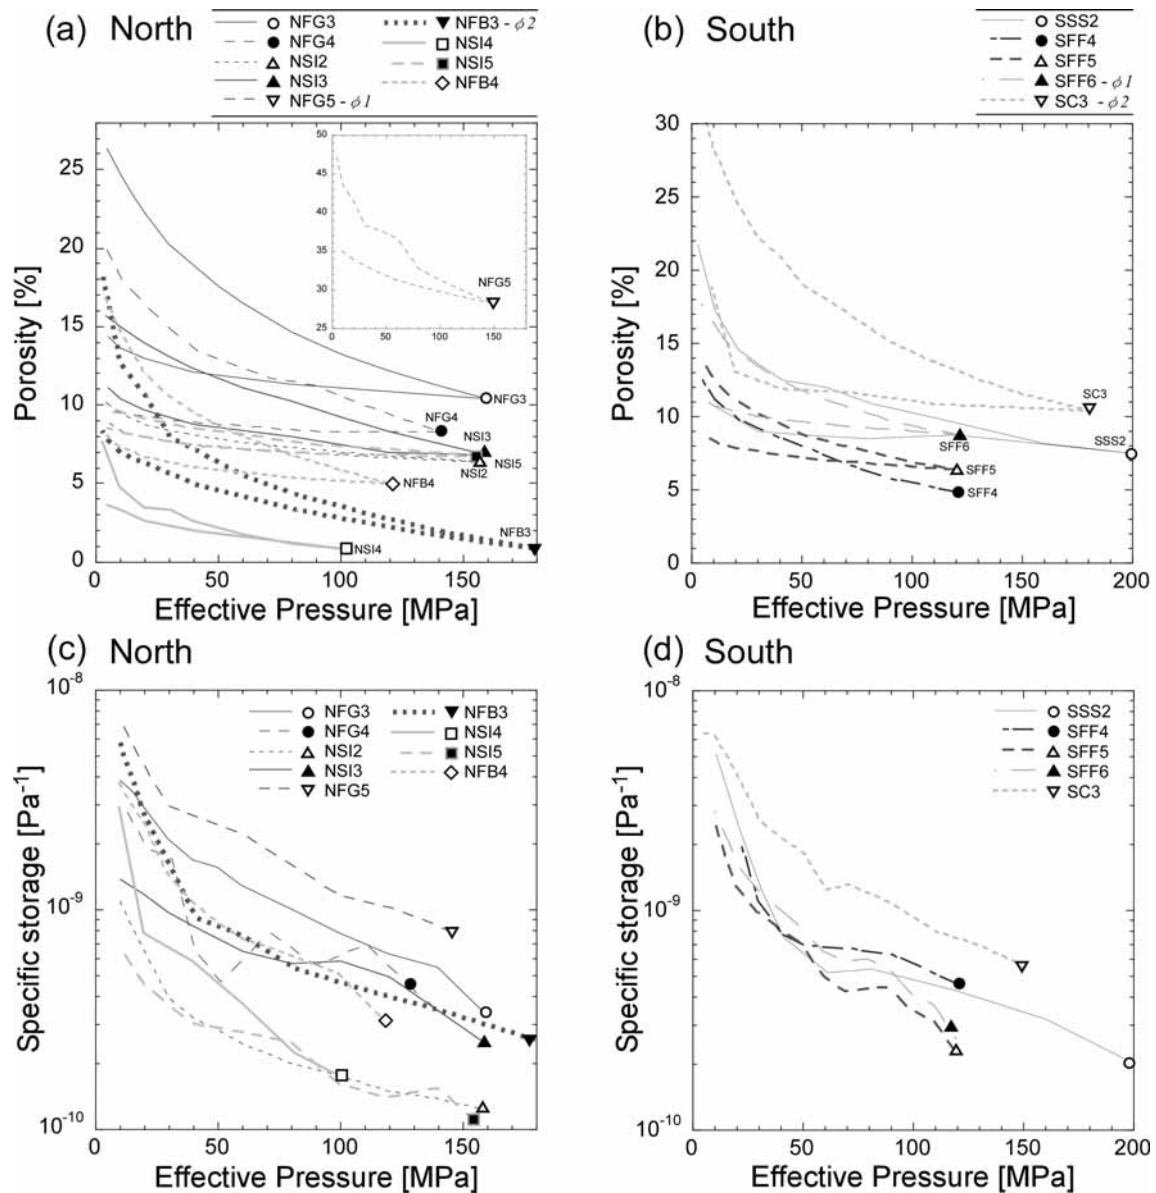 (a) North
NFG3
NFG4
NSI2
NSI3
NFG5 - ϕ1
NFB3 - ϕ2
NSI4
NSI5
NFB4
25
20
15
10
5
0
Porosity [%]
50
45
40
35
30
25
0
50
100
150
NFG5
NFG3
NFG4
NSI3
NSI5
NSI2
NFB4
NFB3
NSI4
0 50 100 150
Effective Pressure [MPa]
(b) South
SSS2
SFF4
SFF5
SFF6 - ϕ1
SC3 - ϕ2
30
25
20
15
10
5
0
Porosity [%]
SC3
SSS2
SFF6
SFF5
SFF4
0 50 100 150 200
Effective Pressure [MPa]
(c) North
NFG3
NFG4
NSI2
NSI3
NFG5
NFB3
NSI4
NSI5
NFB4
10⁻⁸
10⁻⁹
10⁻¹⁰
Specific storage [Pa⁻¹]
0 50 100 150
Effective Pressure [MPa]
(d) South
SSS2
SFF4
SFF5
SFF6
SC3
10⁻⁸
10⁻⁹
10⁻¹⁰
Specific storage [Pa⁻¹]
0 50 100 150 200
Effective Pressure [MPa]